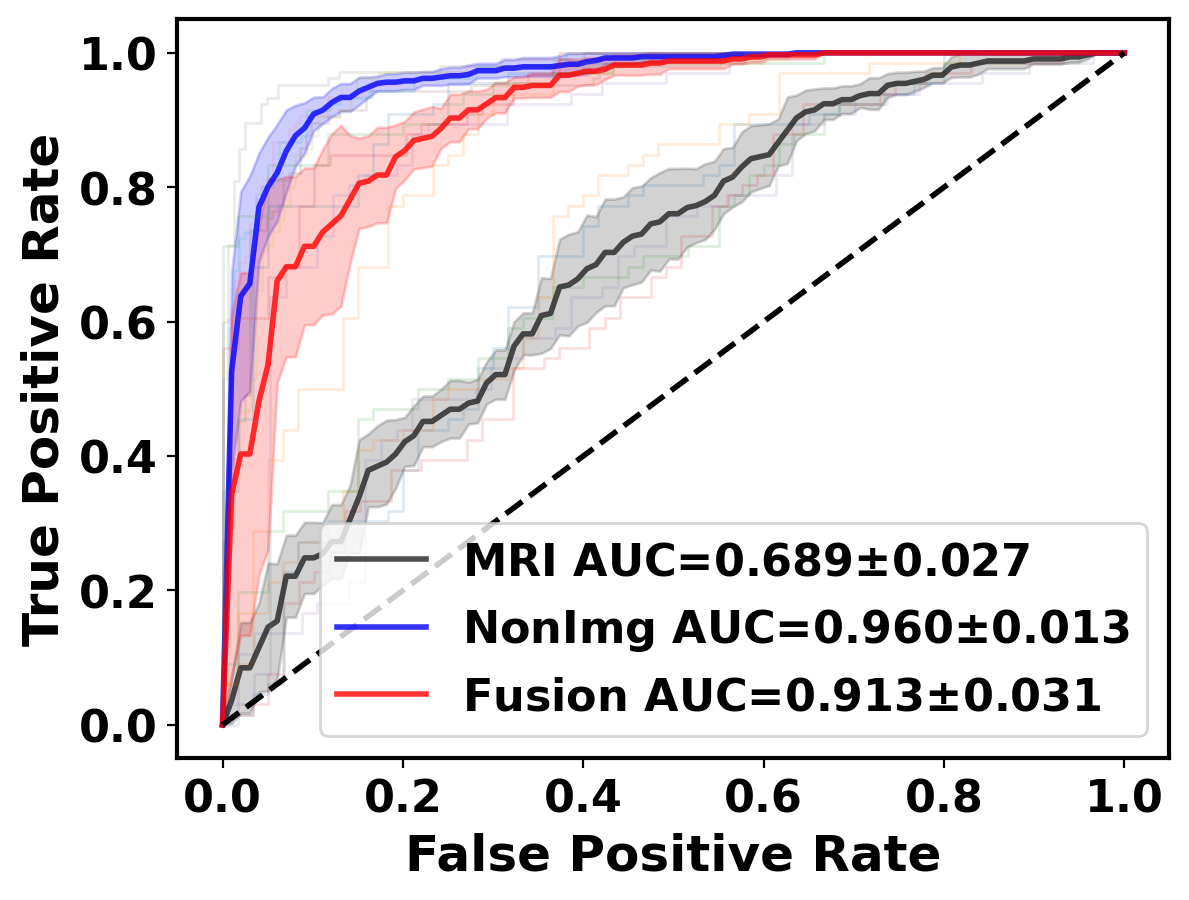 1.0
0.8
0.6
0.4
0.2
0.0
True Positive Rate
MRI AUC=0.689±0.027
NonImg AUC=0.960±0.013
Fusion AUC=0.913±0.031
0.0 0.2 0.4 0.6 0.8 1.0
False Positive Rate